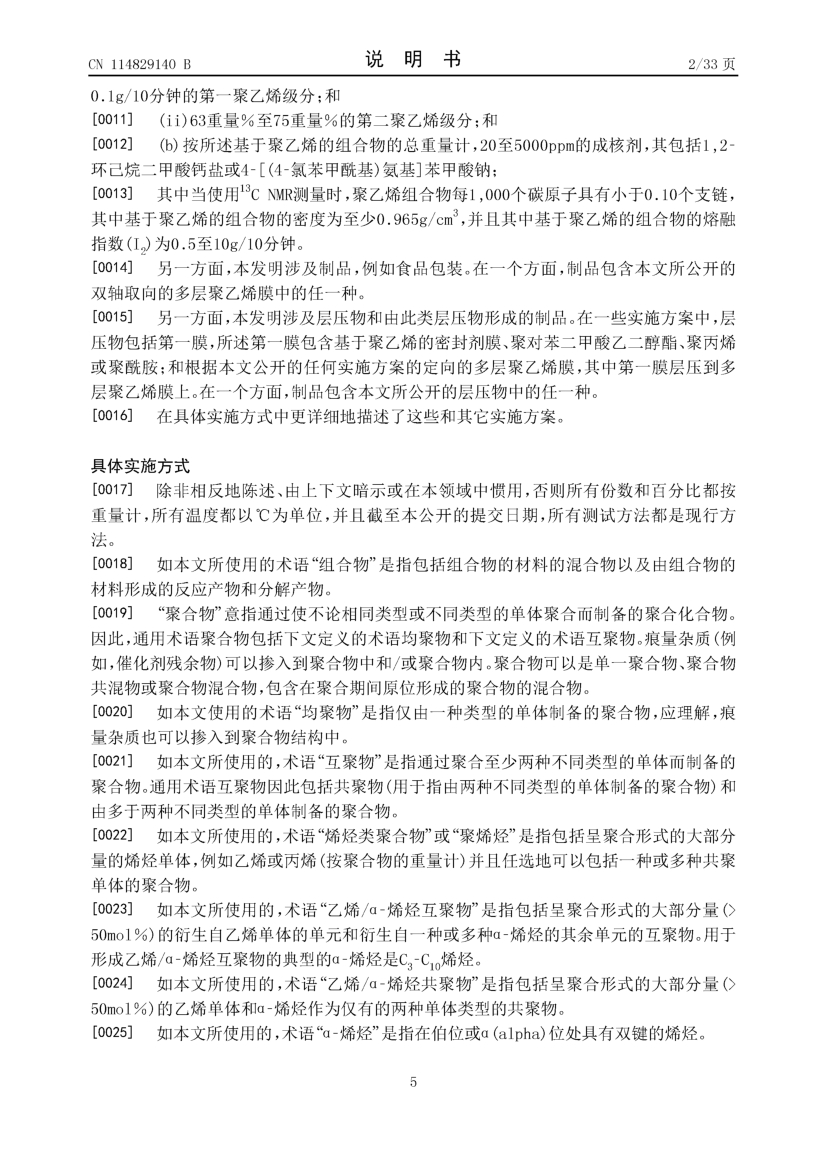 CN 114829140 B
说明书
2/33 页
0.1g/10分钟的第一聚乙烯级分;和
[0011] (ii)63重量%至75重量%的第二聚乙烯级分;和
[0012] (b)按所述基于聚乙烯的组合物的总重量计,20至5000ppm的成核剂,其包括1,2-
环己烷二甲酸钙盐或4-[(4-氯苯甲酰基)氨基]苯甲酸钠;
[0013] 其中当使用¹³C NMR测量时,聚乙烯组合物每1,000个碳原子具有小于0.10个支链,
其中基于聚乙烯的组合物的密度为至少0.965g/cm³,并且其中基于聚乙烯的组合物的熔融
指数(I₂)为0.5至10g/10分钟。
[0014] 另一方面,本发明涉及制品,例如食品包装。在一个方面,制品包含本文所公开的
双轴取向的多层聚乙烯膜中的任一种。
[0015] 另一方面,本发明涉及层压物和由此类层压物形成的制品。在一些实施方案中,层
压物包括第一膜,所述第一膜包含基于聚乙烯的密封剂膜、聚对苯二甲酸乙二醇酯、聚丙烯
或聚酰胺;和根据本文公开的任何实施方案的定向的多层聚乙烯膜,其中第一膜层压到多
层聚乙烯膜上。在一个方面,制品包含本文所公开的层压物中的任一种。
[0016] 在具体实施方式中更详细地描述了这些和其它实施方案。
具体实施方式
[0017] 除非相反地陈述、由上下文暗示或在本领域中惯用,否则所有份数和百分比都按
重量计,所有温度都以℃为单位,并且截至本公开的提交日期,所有测试方法都是现行方
法。
[0018] 如本文所使用的术语“组合物”是指包括组合物的材料的混合物以及由组合物的
材料形成的反应产物和分解产物。
[0019] “聚合物”意指通过使不论相同类型或不同类型的单体聚合而制备的聚合化合物。
因此,通用术语聚合物包括下文定义的术语均聚物和下文定义的术语互聚物。痕量杂质(例
如,催化剂残余物)可以掺入到聚合物中和/或聚合物内。聚合物可以是单一聚合物、聚合物
共混物或聚合物混合物,包含在聚合期间原位形成的聚合物的混合物。
[0020] 如本文使用的术语“均聚物”是指仅由一种类型的单体制备的聚合物,应理解,痕
量杂质也可以掺入到聚合物结构中。
[0021] 如本文所使用的,术语“互聚物”是指通过聚合至少两种不同类型的单体而制备的
聚合物。通用术语互聚物因此包括共聚物(用于指由两种不同类型的单体制备的聚合物)和
由多于两种不同类型的单体制备的聚合物。
[0022] 如本文所使用的,术语“烯烃类聚合物”或“聚烯烃”是指包括呈聚合形式的大部分
量的烯烃单体,例如乙烯或丙烯(按聚合物的重量计)并且任选地可以包括一种或多种共聚
单体的聚合物。
[0023] 如本文所使用的,术语“乙烯/α-烯烃互聚物”是指包括呈聚合形式的大部分量(>
50mol%)的衍生自乙烯单体的单元和衍生自一种或多种α-烯烃的其余单元的互聚物。用于
形成乙烯/α-烯烃互聚物的典型的α-烯烃是C₃-C₁₀烯烃。
[0024] 如本文所使用的,术语“乙烯/α-烯烃共聚物”是指包括呈聚合形式的大部分量(>
50mol%)的乙烯单体和α-烯烃作为仅有的两种单体类型的共聚物。
[0025] 如本文所使用的,术语“α-烯烃”是指在伯位或α(alpha)位处具有双键的烯烃。
5